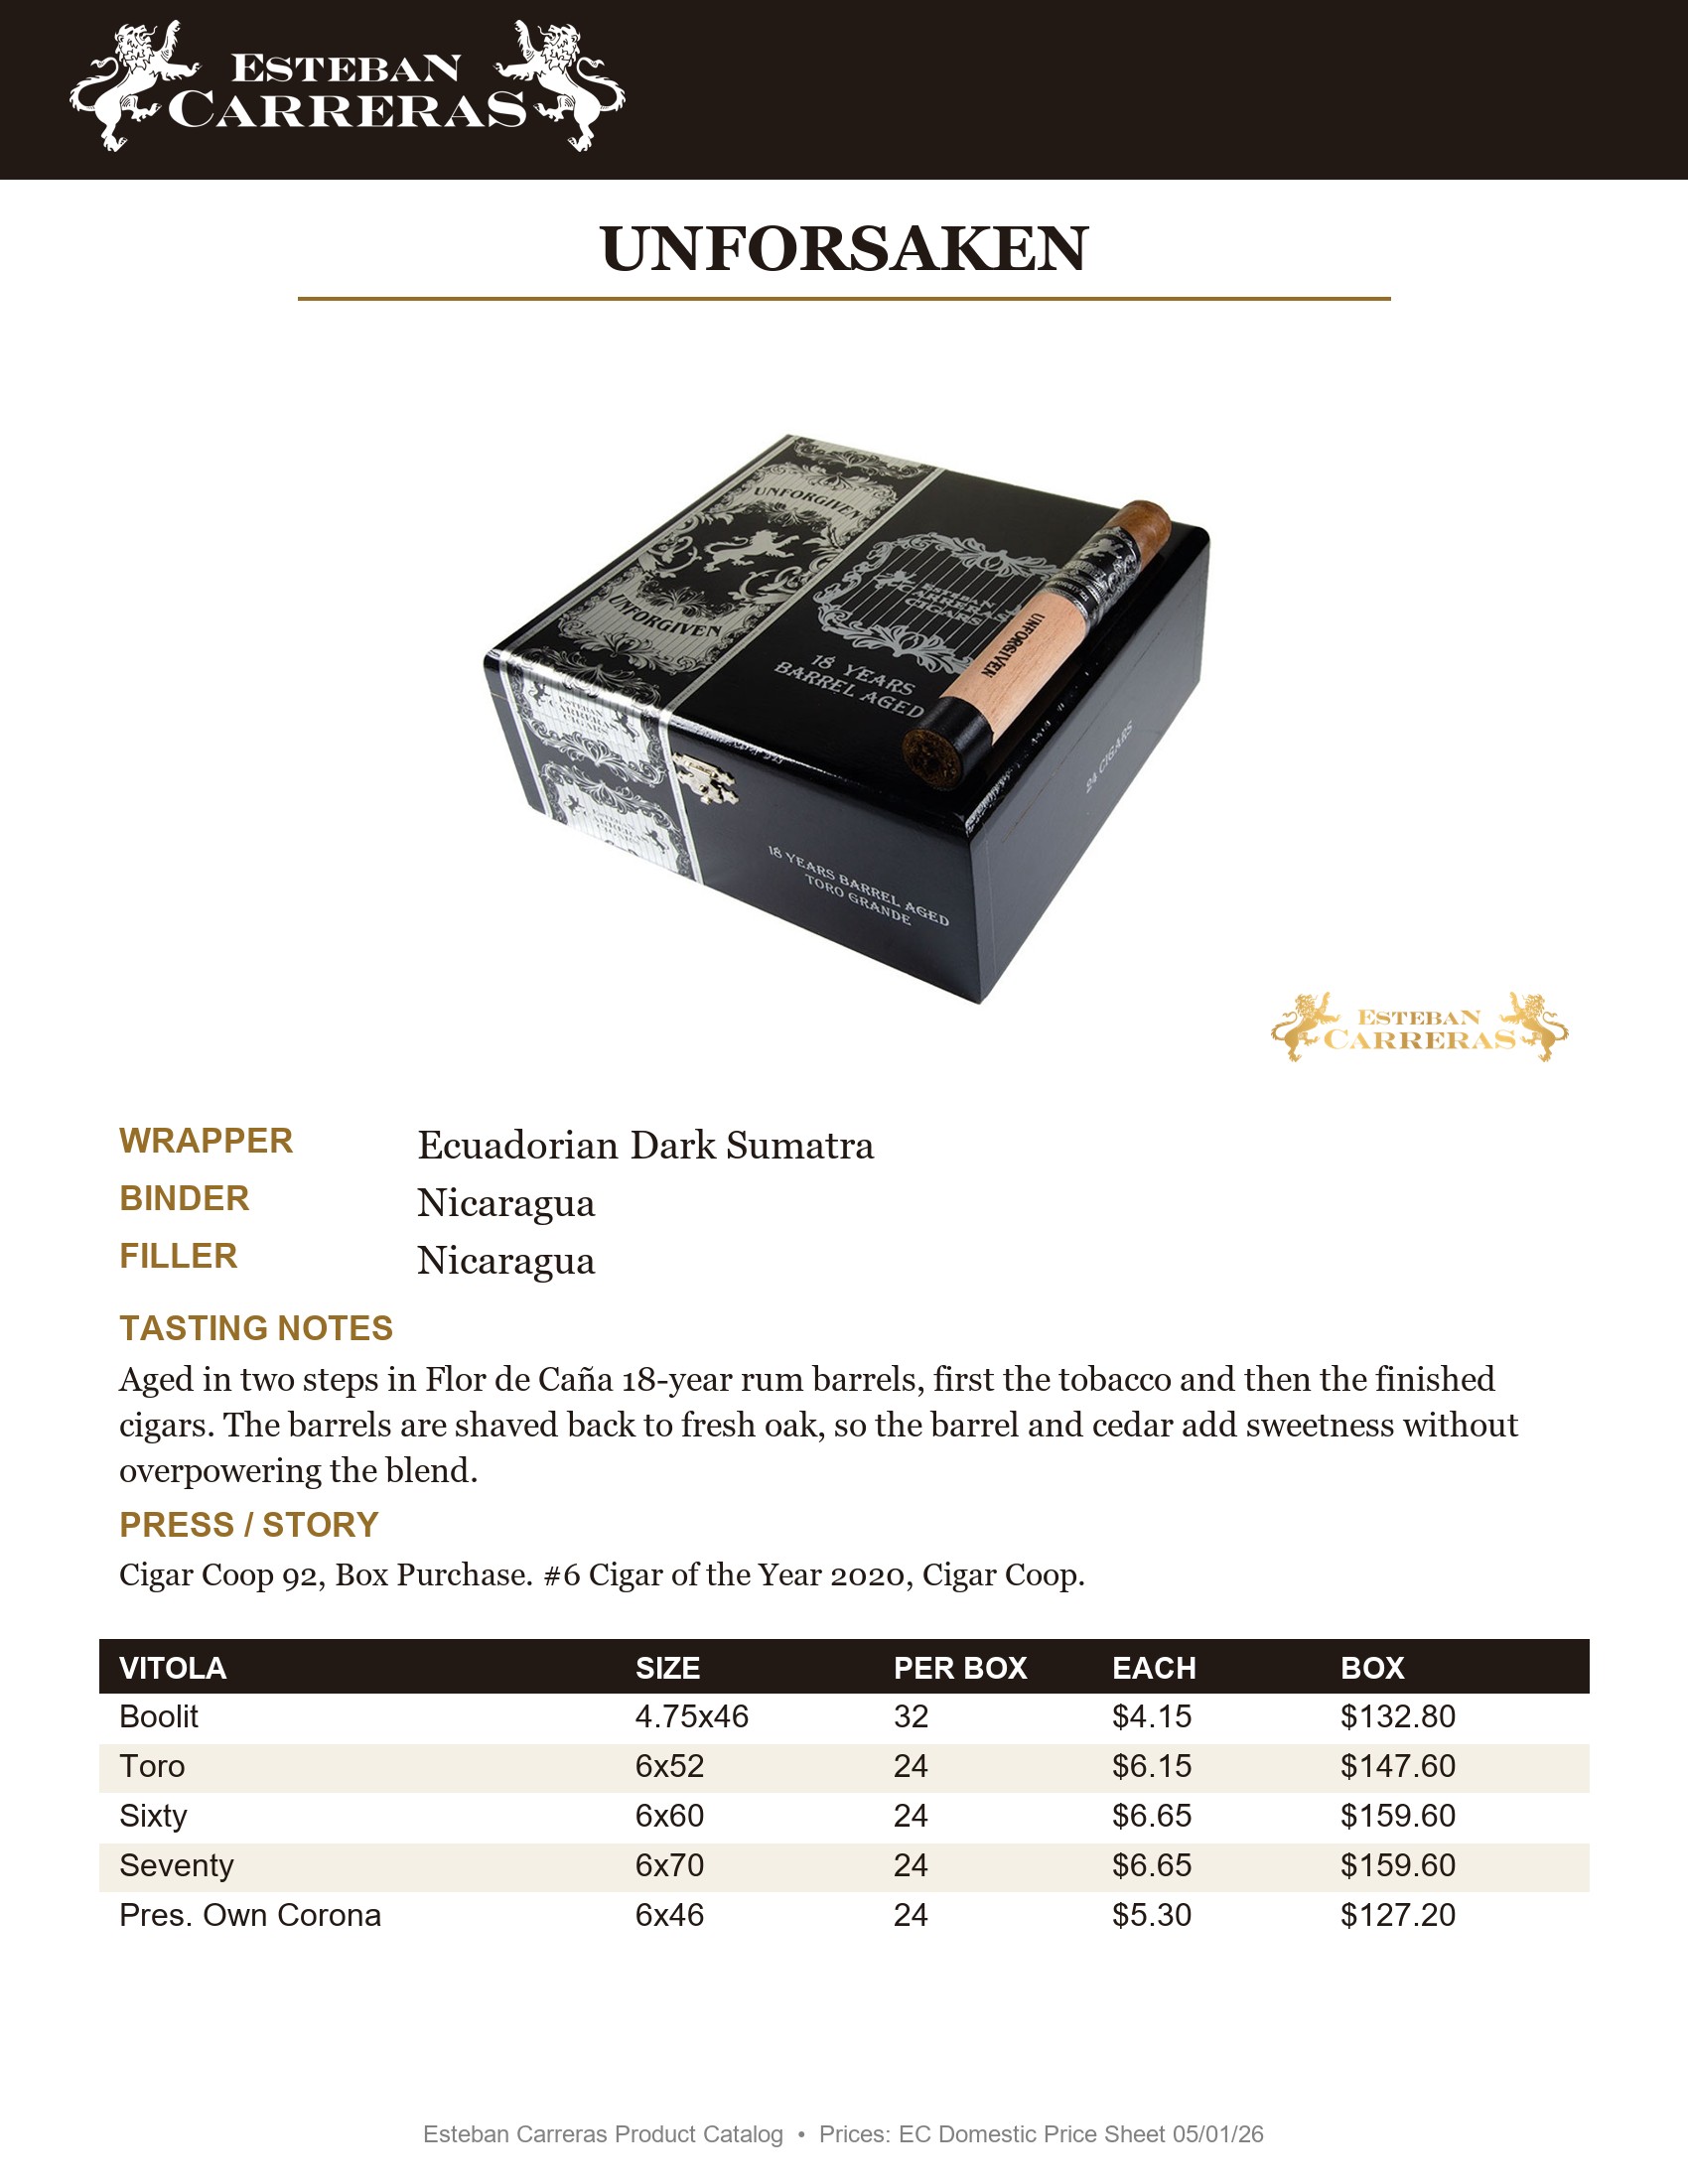 ESTEBAN
CARRERAS
UNFORSAKEN
UNFORGIVEN
UNFORGIVEN
ESTEBAN
CARRERAS
CIGARS
18 YEARS
BARREL AGED
UNFORGIVEN
ESTEBAN
CARRERAS
CIGARS
ESTEBAN
CARRERAS
CIGARS
24 CIGARS
18 YEARS BARREL AGED
TORO GRANDE
ESTEBAN
CARRERAS
WRAPPER Ecuadorian Dark Sumatra
BINDER Nicaragua
FILLER Nicaragua
TASTING NOTES
Aged in two steps in Flor de Caña 18-year rum barrels, first the tobacco and then the finished
cigars. The barrels are shaved back to fresh oak, so the barrel and cedar add sweetness without
overpowering the blend.
PRESS / STORY
Cigar Coop 92, Box Purchase. #6 Cigar of the Year 2020, Cigar Coop.
VITOLA SIZE PER BOX EACH BOX
Boolit 4.75x46 32 $4.15 $132.80
Toro 6x52 24 $6.15 $147.60
Sixty 6x60 24 $6.65 $159.60
Seventy 6x70 24 $6.65 $159.60
Pres. Own Corona 6x46 24 $5.30 $127.20
Esteban Carreras Product Catalog • Prices: EC Domestic Price Sheet 05/01/26